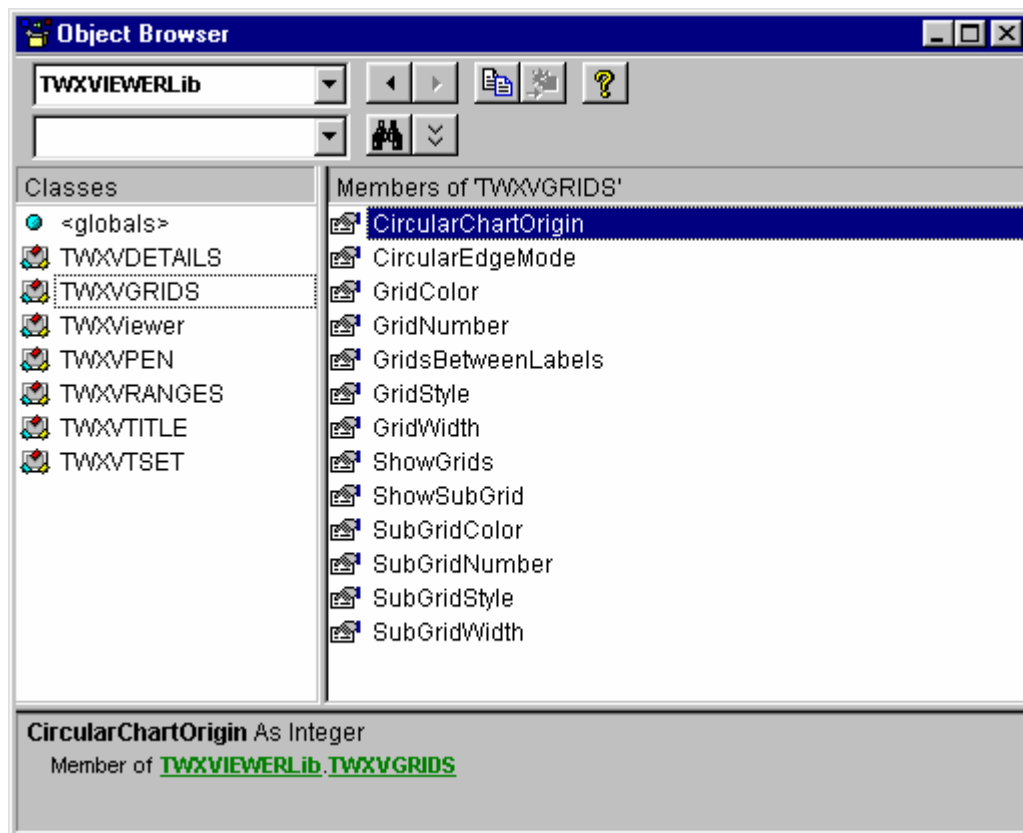 Object Browser
TWXVIEWERLib
Classes
Members of 'TWXVGRIDS'
<globals>
TWXVDETAILS
TWXVGRIDS
TWXViewer
TWXVPEN
TWXVRANGES
TWXVTITLE
TWXVTSET
CircularChartOrigin
CircularEdgeMode
GridColor
GridNumber
GridsBetweenLabels
GridStyle
GridWidth
ShowGrids
ShowSubGrid
SubGridColor
SubGridNumber
SubGridStyle
SubGridWidth
CircularChartOrigin As Integer
Member of TWXVIEWERLib.TWXVGRIDS